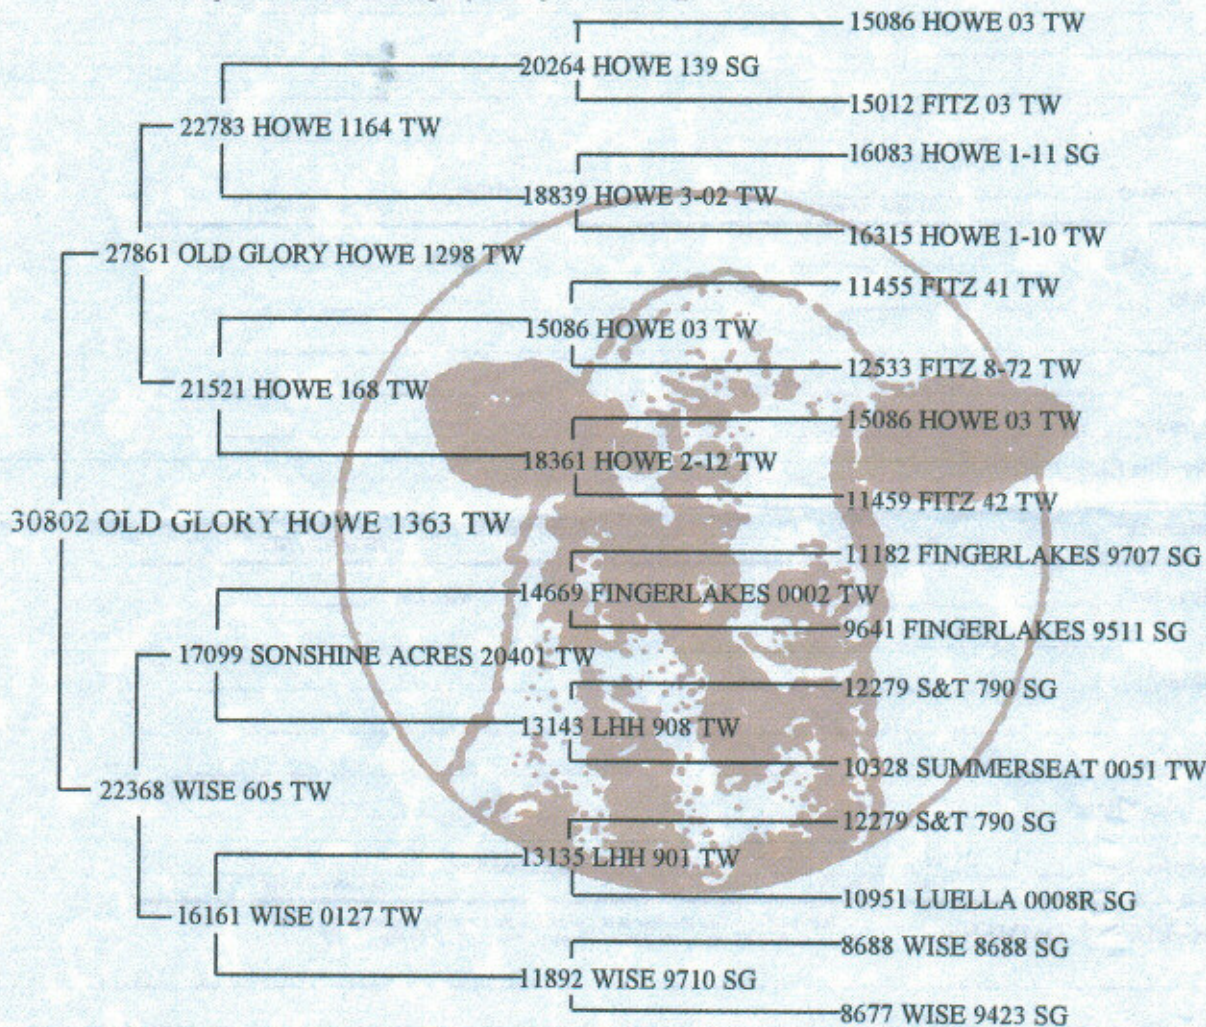 15086 HOWE 03 TW
20264 HOWE 139 SG
15012 FITZ 03 TW
22783 HOWE 1164 TW
16083 HOWE 1-11 SG
18839 HOWE 3-02 TW
16315 HOWE 1-10 TW
27861 OLD GLORY HOWE 1298 TW
11455 FITZ 41 TW
15086 HOWE 03 TW
12533 FITZ 8-72 TW
21521 HOWE 168 TW
15086 HOWE 03 TW
18361 HOWE 2-12 TW
11459 FITZ 42 TW
30802 OLD GLORY HOWE 1363 TW
11182 FINGERLAKES 9707 SG
14669 FINGERLAKES 0002 TW
9641 FINGERLAKES 9511 SG
17099 SONSHINE ACRES 20401 TW
12279 S&T 790 SG
13143 LHH 908 TW
10328 SUMMERSEAT 0051 TW
22368 WISE 605 TW
12279 S&T 790 SG
13135 LHH 901 TW
10951 LUELLA 0008R SG
16161 WISE 0127 TW
8688 WISE 8688 SG
11892 WISE 9710 SG
8677 WISE 9423 SG